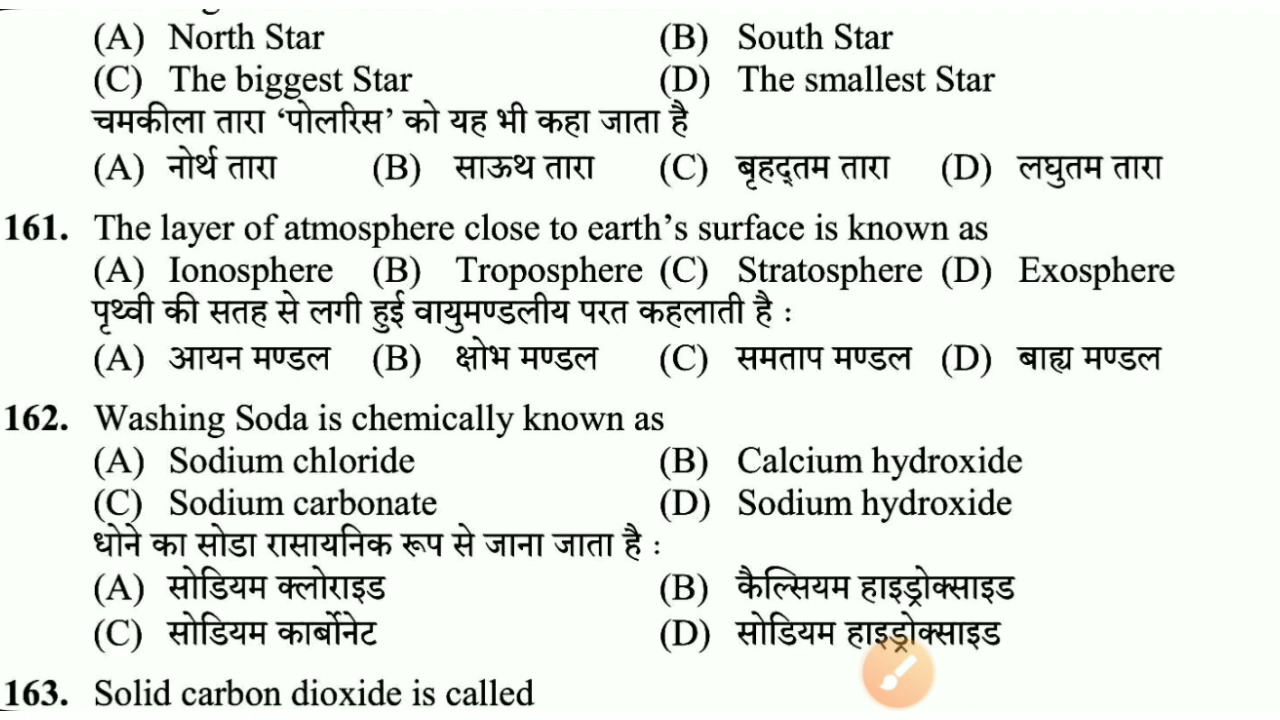 (A) North Star (B) South Star
(C) The biggest Star (D) The smallest Star
चमकीला तारा ‘पोलरिस’ को यह भी कहा जाता है
(A) नोर्थ तारा (B) साऊथ तारा (C) बृहद्तम तारा (D) लघुतम तारा
161. The layer of atmosphere close to earth’s surface is known as
(A) Ionosphere (B) Troposphere (C) Stratosphere (D) Exosphere
पृथ्वी की सतह से लगी हुई वायुमण्डलीय परत कहलाती है :
(A) आयन मण्डल (B) क्षोभ मण्डल (C) समताप मण्डल (D) बाह्य मण्डल
162. Washing Soda is chemically known as
(A) Sodium chloride (B) Calcium hydroxide
(C) Sodium carbonate (D) Sodium hydroxide
धोने का सोडा रासायनिक रूप से जाना जाता है :
(A) सोडियम क्लोराइड (B) कैल्सियम हाइड्रोक्साइड
(C) सोडियम कार्बोनेट (D) सोडियम हाइड्रोक्साइड
163. Solid carbon dioxide is called